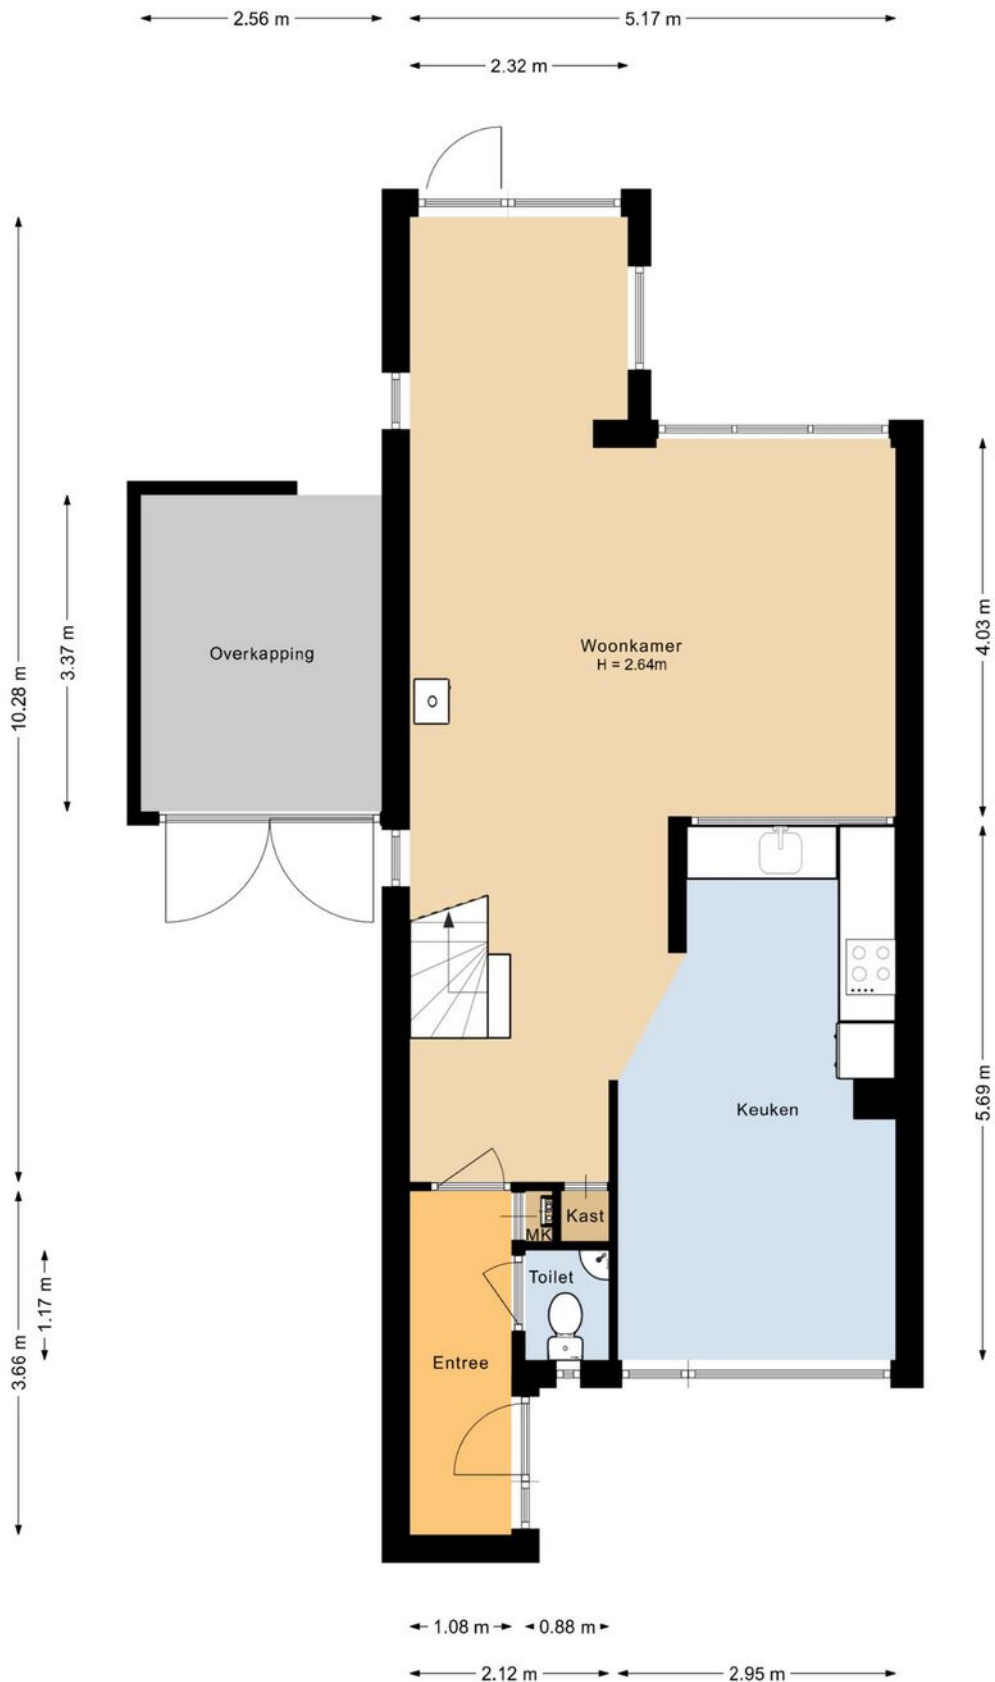 2.56 m
5.17 m
2.32 m
10.28 m
3.37 m
4.03 m
Woonkamer
H = 2.64m
Overkapping
5.69 m
Keuken
Kast
MK
Toilet
1.17 m
3.66 m
Entree
1.08 m
0.88 m
2.12 m
2.95 m